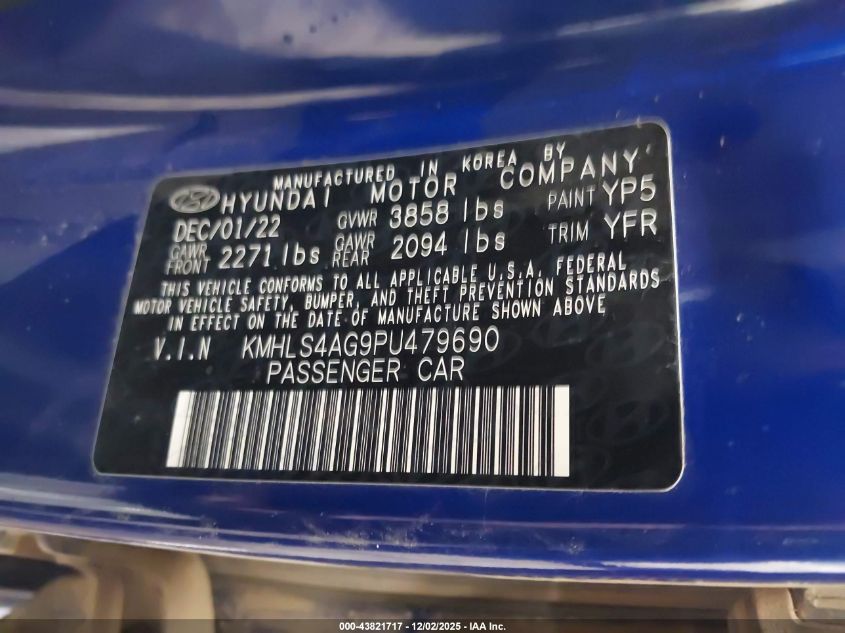 MANUFACTURED IN KOREA BY
HYUNDAI MOTOR COMPANY
DEC/01/22 GVWR 3858 lbs PAINT YP5
GAWR FRONT 2271 lbs GAWR REAR 2094 lbs TRIM YFR
THIS VEHICLE CONFORMS TO ALL APPLICABLE U.S.A. FEDERAL
MOTOR VEHICLE SAFETY, BUMPER, AND THEFT PREVENTION STANDARDS
IN EFFECT ON THE DATE OF MANUFACTURE SHOWN ABOVE
V.I.N KMHLS4AG9PU479690
PASSENGER CAR
000-43821717 - 12/02/2025 - IAA Inc.